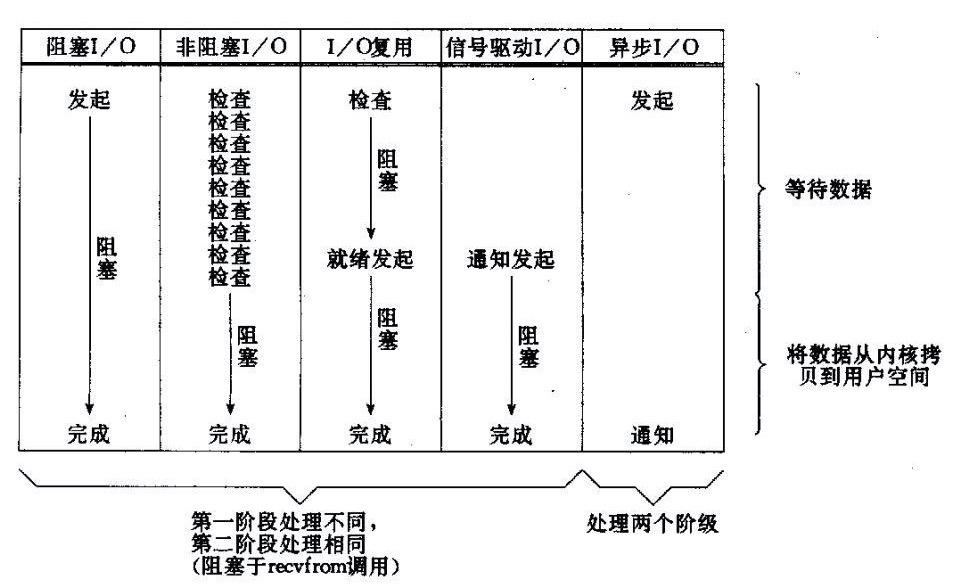 阻塞I/O 非阻塞I/O I/O复用 信号驱动I/O 异步I/O
发起 检查 检查 发起
检查
检查
检查
检查
检查
检查
检查
检查
阻塞
阻塞
就绪发起 通知发起
阻塞
阻塞
阻塞
完成 完成 完成 完成 通知
等待数据
将数据从内核拷
贝到用户空间
第一阶段处理不同，
第二阶段处理相同
（阻塞于recvfrom调用）
处理两个阶级